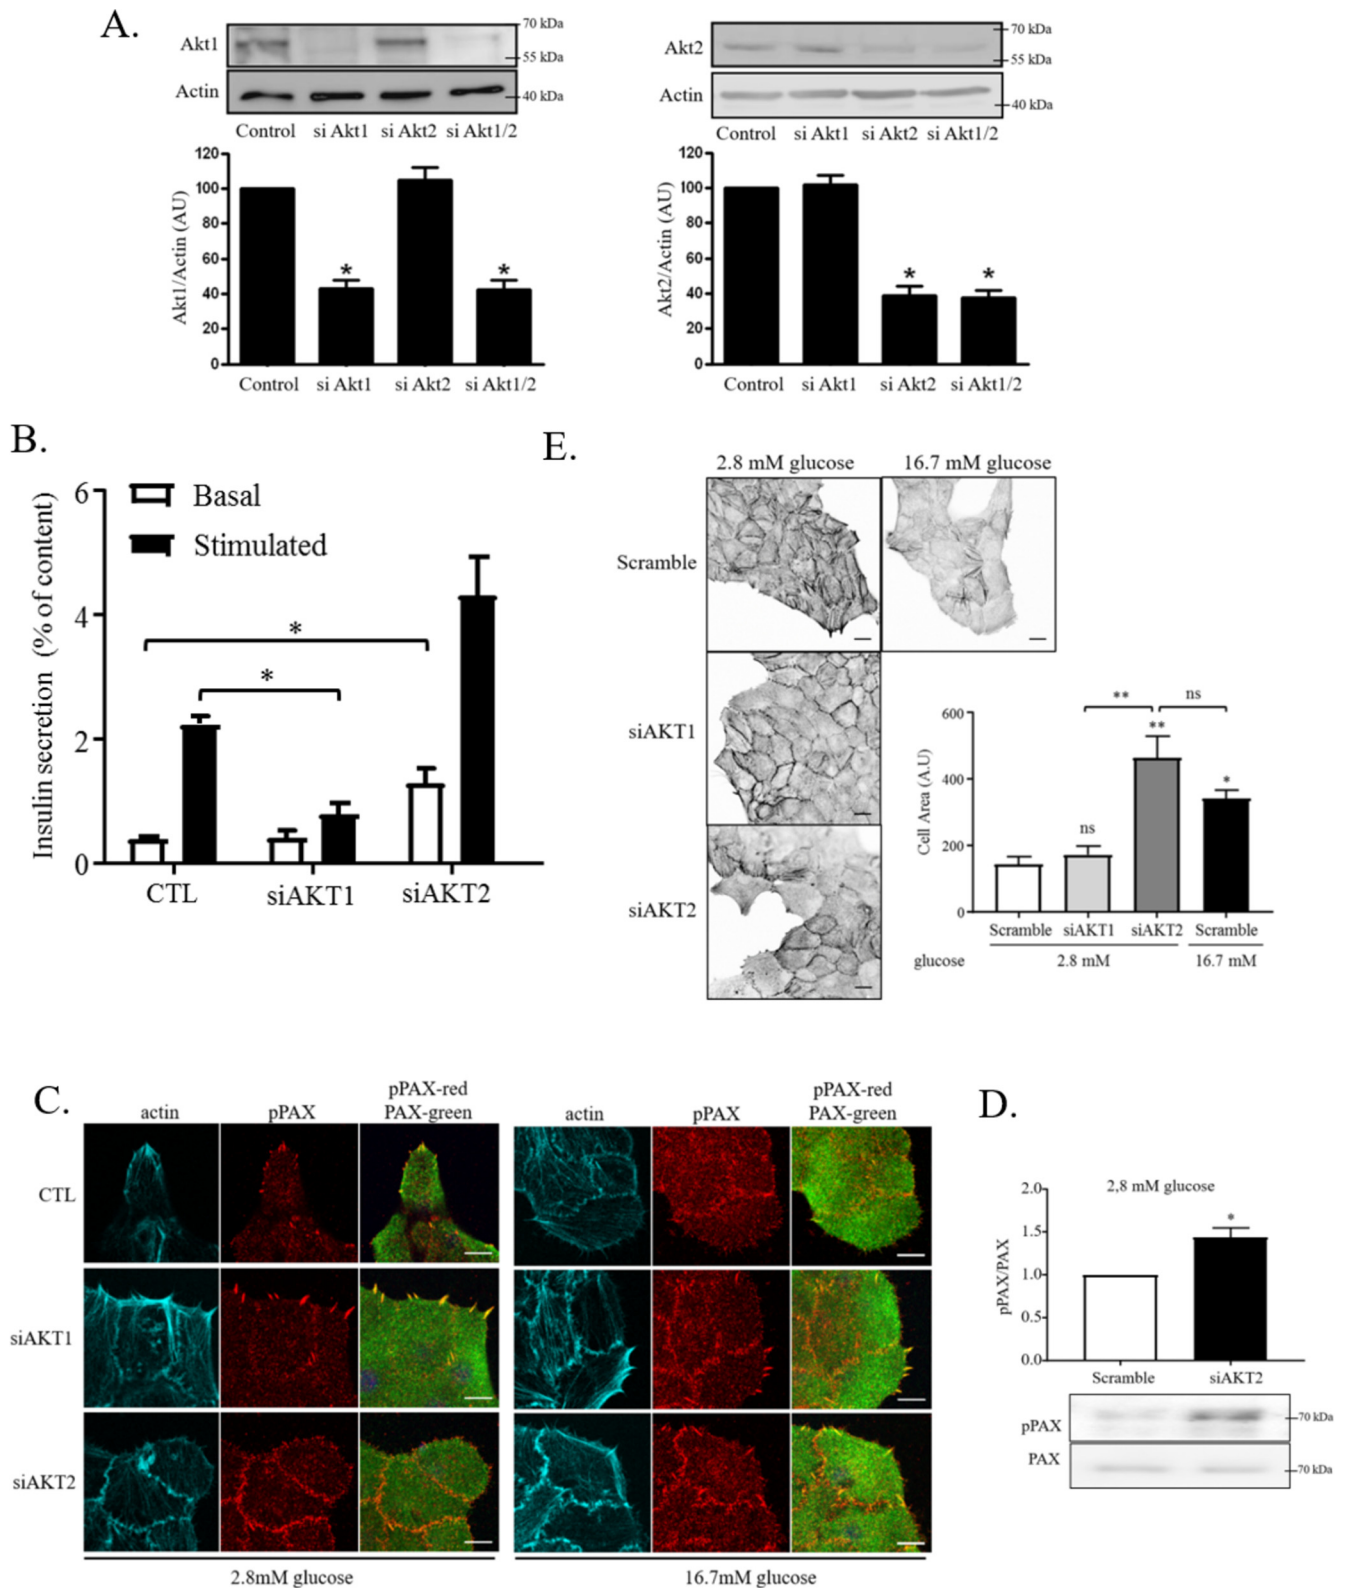 A.
Akt1
70 kDa
55 kDa
Actin
40 kDa
Control si Akt1 si Akt2 si Akt1/2
Akt1/Actin (AU)
120
100
80
60
40
20
0
*
*
Control si Akt1 si Akt2 si Akt1/2
Akt2
70 kDa
55 kDa
Actin
40 kDa
Control si Akt1 si Akt2 si Akt1/2
Akt2/Actin (AU)
120
100
80
60
40
20
0
*
*
Control si Akt1 si Akt2 si Akt1/2
B.
Insulin secretion (% of content)
6
4
2
0
Basal
Stimulated
*
*
CTL siAKT1 siAKT2
E.
2.8 mM glucose 16.7 mM glucose
Scramble
siAKT1
siAKT2
Cell Area (A.U)
600
400
200
0
** ns
**
*
ns
Scramble siAKT1 siAKT2 Scramble
glucose 2.8 mM 16.7 mM
C.
actin pPAX pPAX-red
PAX-green
actin pPAX pPAX-red
PAX-green
CTL
siAKT1
siAKT2
2.8mM glucose 16.7mM glucose
D.
2,8 mM glucose
pPAX/PAX
2.0
1.5
1.0
0.5
0.0
*
Scramble siAKT2
pPAX
70 kDa
PAX
70 kDa